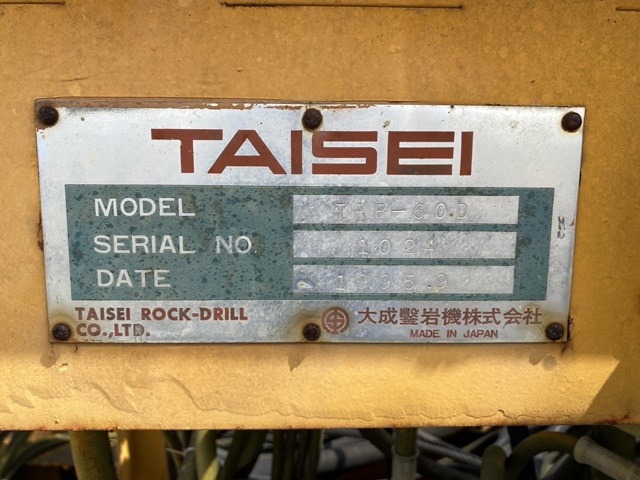 TAISEI
MODEL TRP-60D
SERIAL NO. 1024
DATE 1995.9
TAISEI ROCK-DRILL
CO.,LTD.
大成鑿岩機株式会社
MADE IN JAPAN